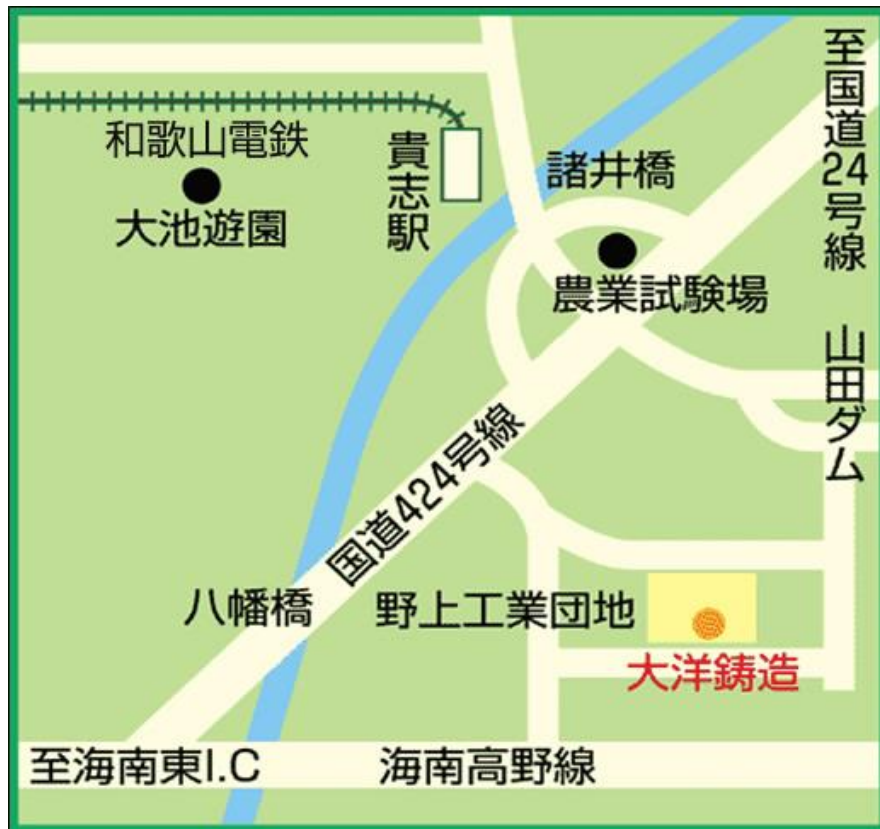 至国道24号線
和歌山電鉄
貴志駅
諸井橋
大池遊園
農業試験場
山田ダム
国道424号線
八幡橋
野上工業団地
大洋鋳造
至海南東I.C
海南高野線